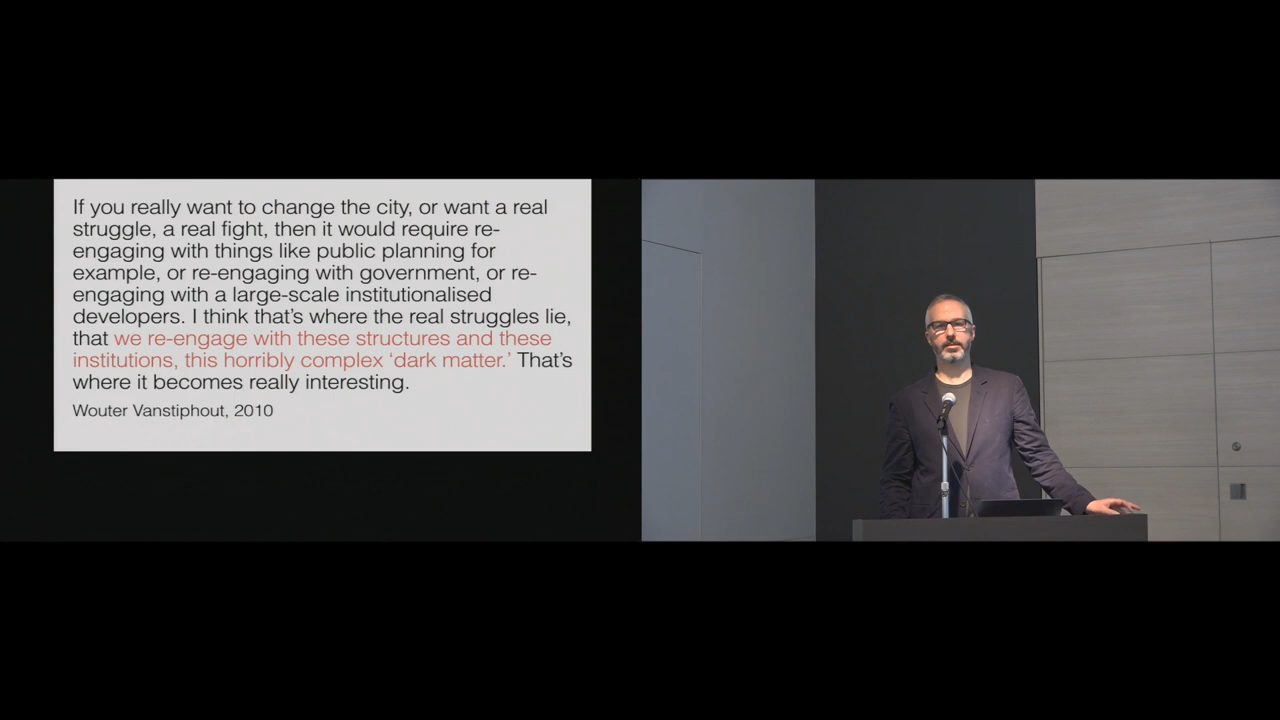 If you really want to change the city, or want a real
struggle, a real fight, then it would require re-
engaging with things like public planning for
example, or re-engaging with government, or re-
engaging with a large-scale institutionalised
developers. I think that’s where the real struggles lie,
that we re-engage with these structures and these
institutions, this horribly complex ‘dark matter.’ That’s
where it becomes really interesting.
Wouter Vanstiphout, 2010